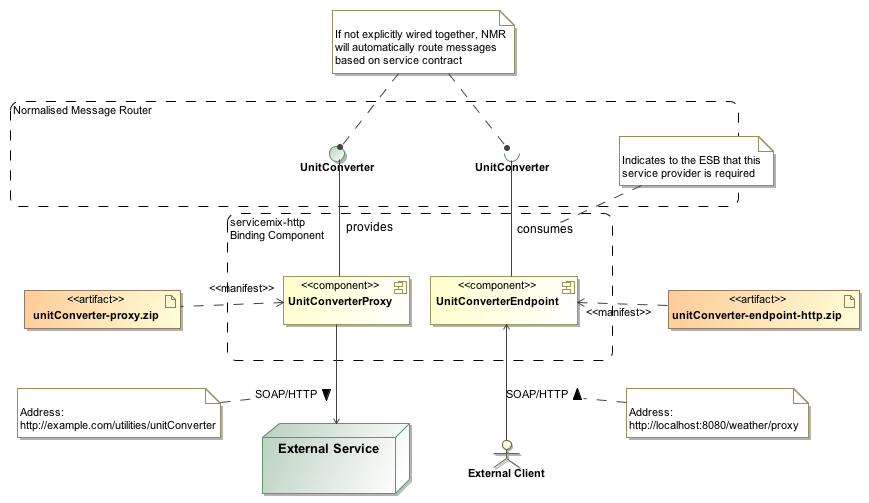 If not explicitly wired together, NMR
will automatically route messages
based on service contract
Normalised Message Router
UnitConverter
UnitConverter
Indicates to the ESB that this
service provider is required
servicemix-http
Binding Component
provides
consumes
<<artifact>>
unitConverter-proxy.zip
<<manifest>>
<<component>>
UnitConverterProxy
<<component>>
UnitConverterEndpoint
<<manifest>>
<<artifact>>
unitConverter-endpoint-http.zip
SOAP/HTTP
SOAP/HTTP
Address:
http://example.com/utilities/unitConverter
Address:
http://localhost:8080/weather/proxy
External Service
External Client